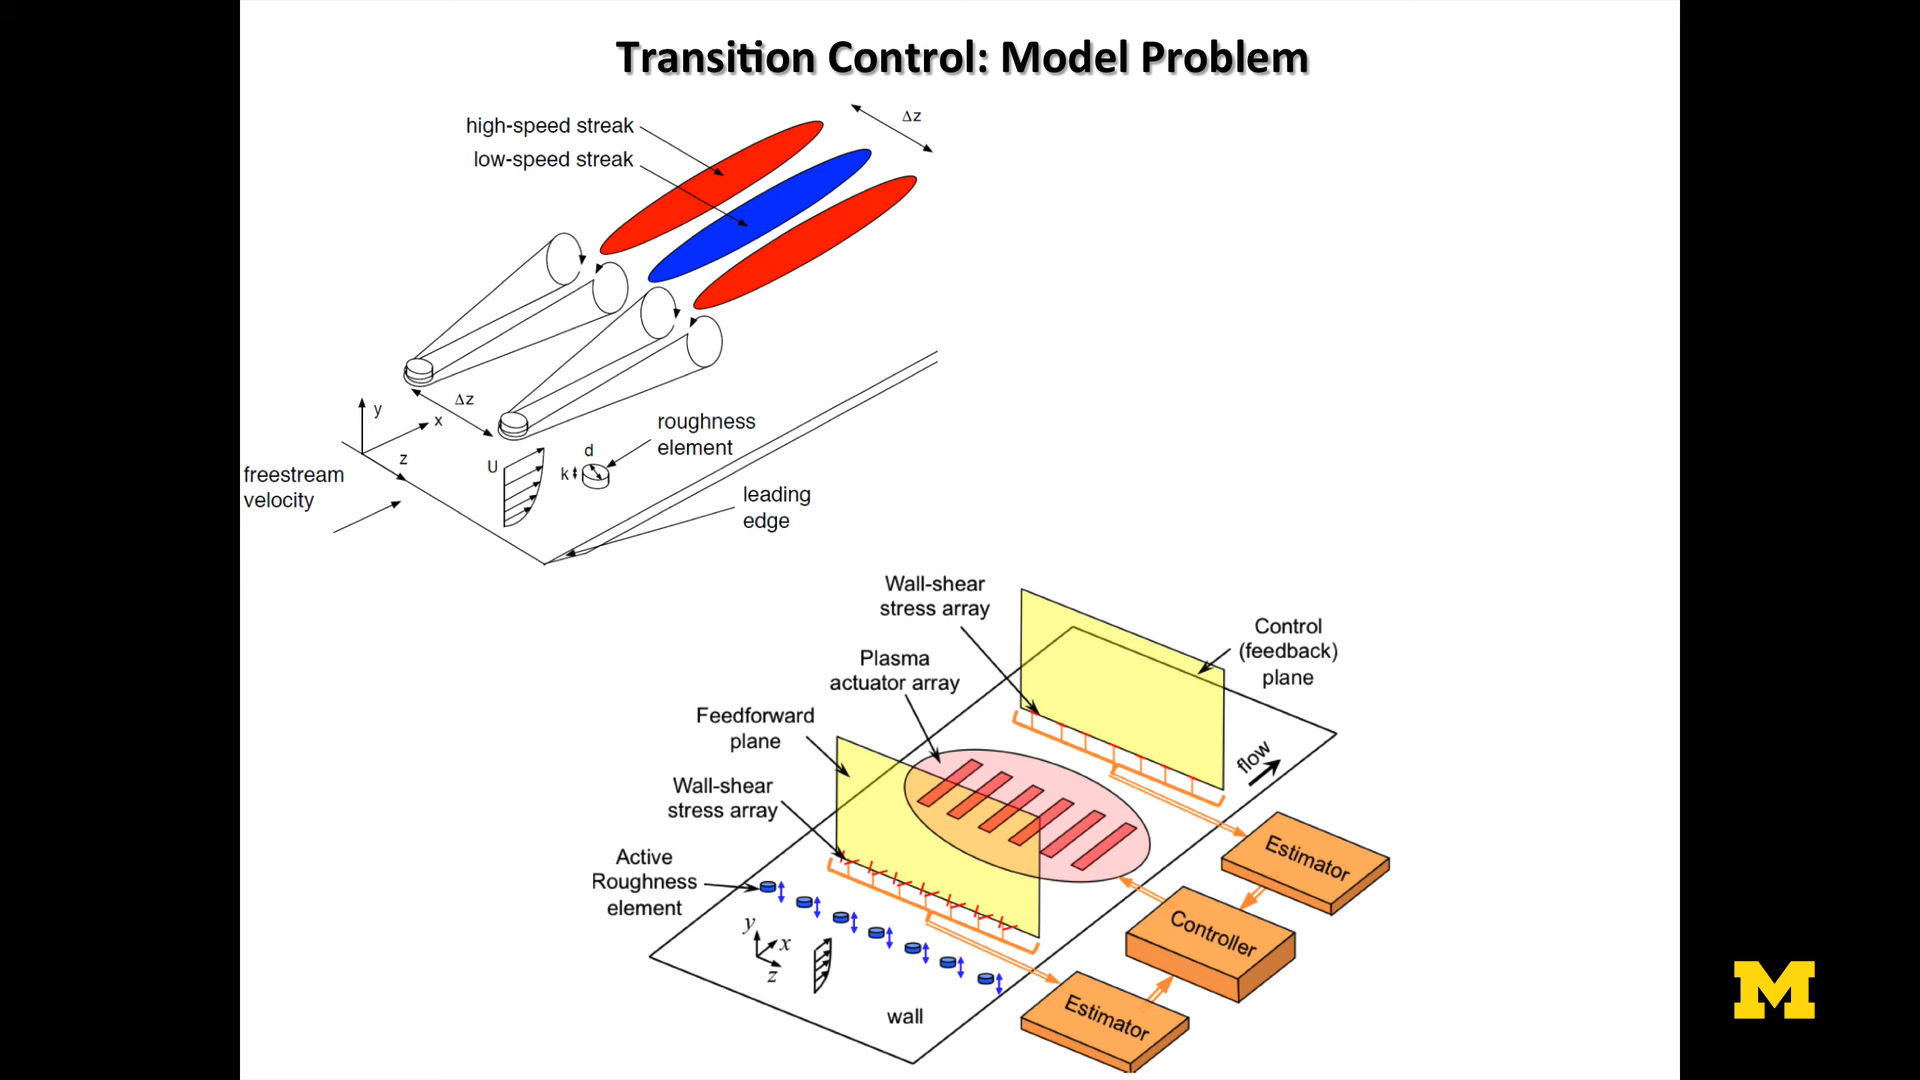 Transition Control: Model Problem
high-speed streak
low-speed streak
Δz
Δz
y
x
z
freestream
velocity
U
d
k
roughness
element
leading
edge
Wall-shear
stress array
Control
(feedback)
plane
Plasma
actuator array
Feedforward
plane
Wall-shear
stress array
flow
Active
Roughness
element
y
x
z
wall
Estimator
Controller
Estimator
M